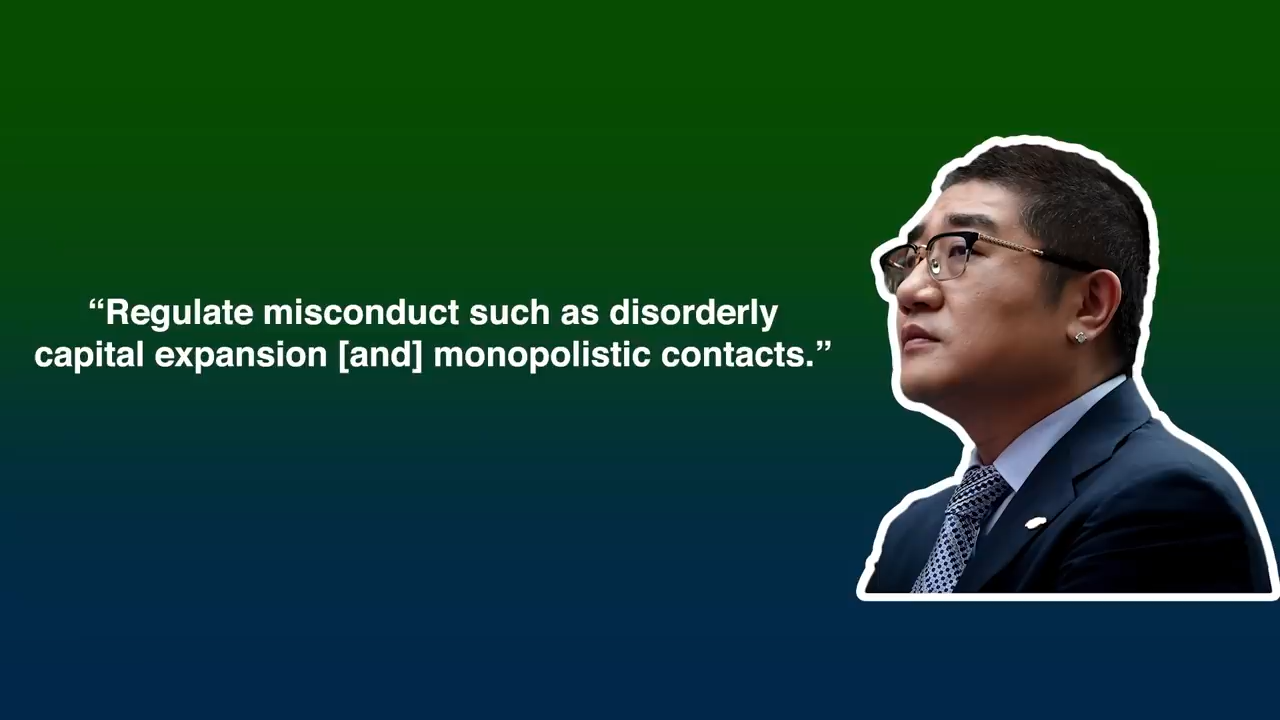 “Regulate misconduct such as disorderly
capital expansion [and] monopolistic contacts.”